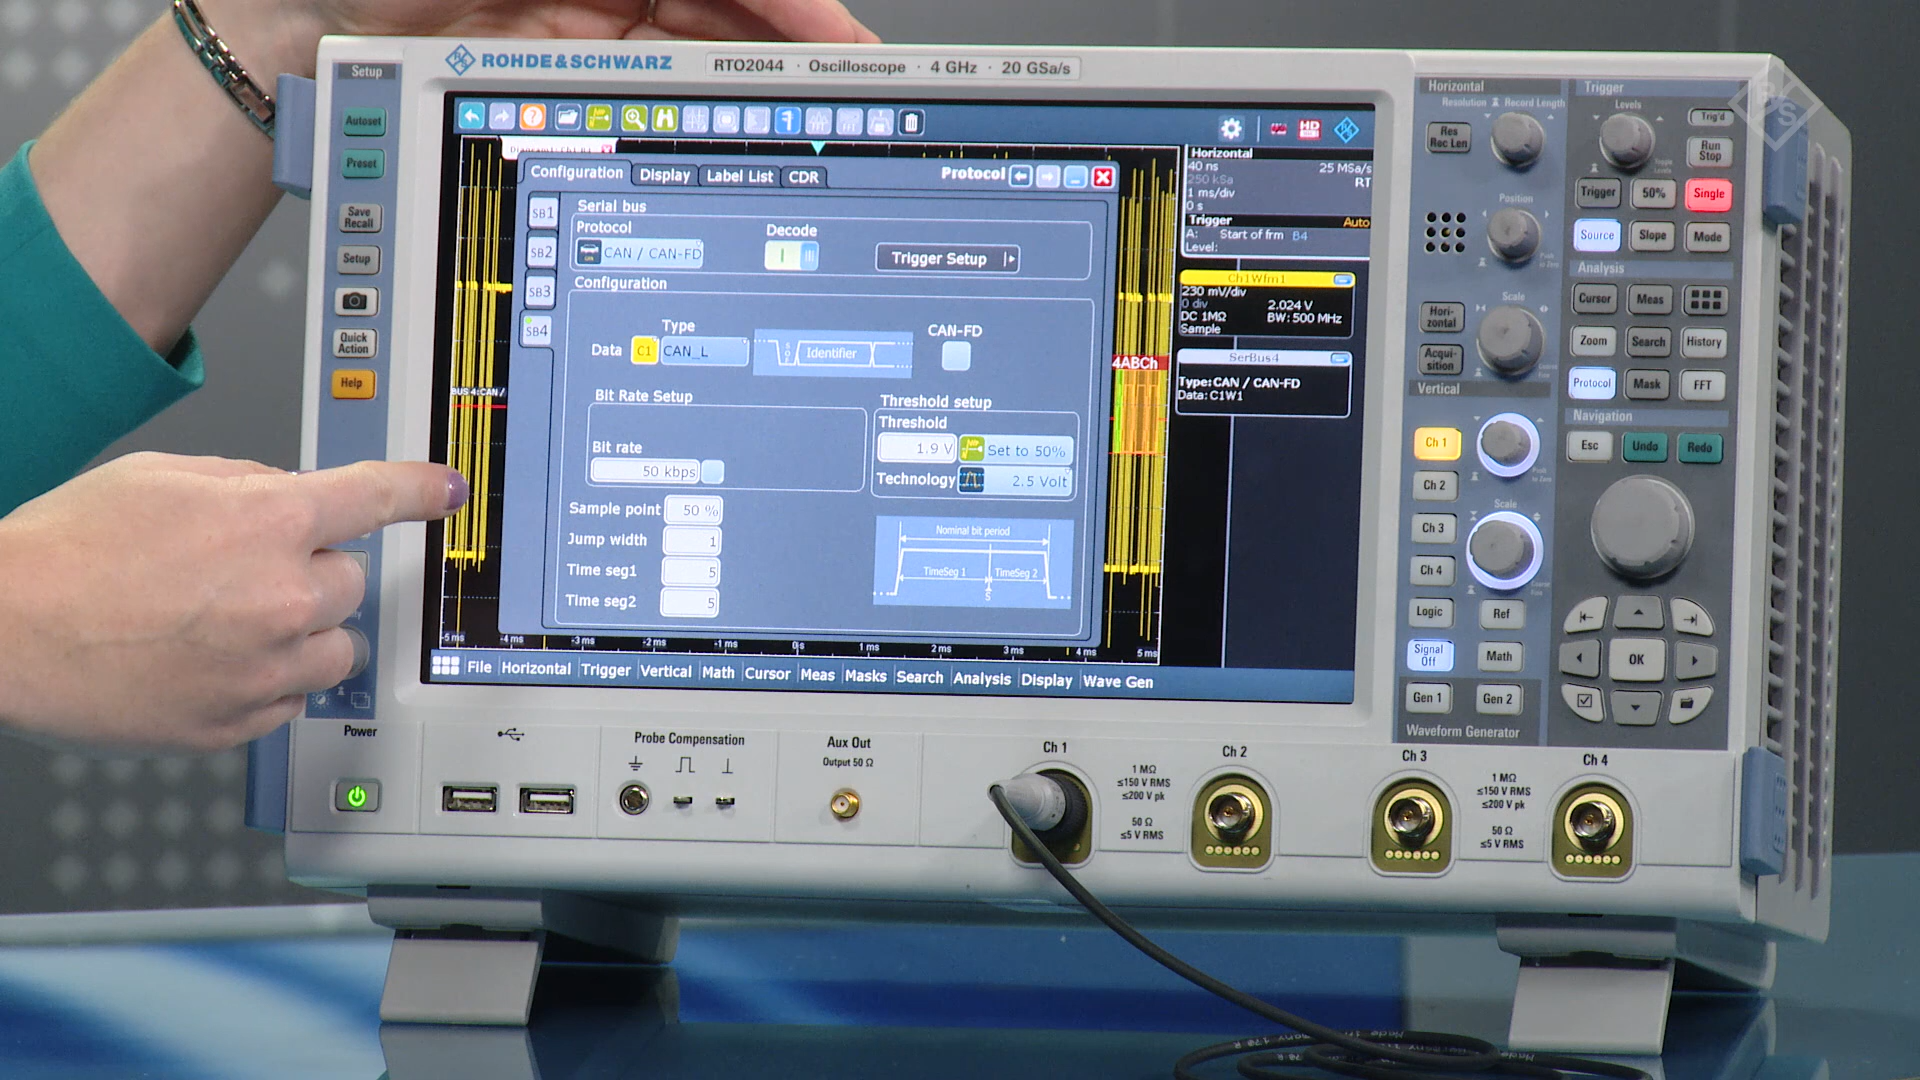 ROHDE&SCHWARZ
RTO2044 · Oscilloscope · 4 GHz · 20 GSa/s
Setup
Autoset
Preset
Save
Recall
Setup
Quick
Action
Help
Power
Configuration
Display
Label List
CDR
Protocol
SB1
SB2
SB3
SB4
Serial bus
Protocol
CAN / CAN-FD
Decode
Trigger Setup
Configuration
Type
Data
C1
CAN_L
Identifier
CAN-FD
Bit Rate Setup
Bit rate
50 kbps
Threshold setup
Threshold
1.9 V
Set to 50%
Technology
2.5 Volt
Sample point
50 %
Jump width
1
Time seg1
5
Time seg2
5
Nominal bit period
TimeSeg 1
TimeSeg 2
S
BUS 4:CAN /
4ABCh
-5 ms
-4 ms
-3 ms
-2 ms
-1 ms
0 s
1 ms
2 ms
3 ms
4 ms
5 ms
File
Horizontal
Trigger
Vertical
Math
Cursor
Meas
Masks
Search
Analysis
Display
Wave Gen
HD
Horizontal
40 ns
25 MSa/s
250 kSa
RT
1 ms/div
0 s
Trigger
Auto
A:
Start of frm
B4
Level:
Ch1Wfm1
230 mV/div
0 div
2.024 V
DC 1MΩ
BW: 500 MHz
Sample
SerBus4
Type:CAN / CAN-FD
Data: C1W1
Horizontal
Resolution
Record Length
Res
Rec Len
Position
Push
to Zero
Scale
Hori-
zontal
Acqui-
sition
Vertical
Ch 1
Ch 2
Ch 3
Ch 4
Logic
Signal
Off
Gen 1
Scale
Ref
Math
Gen 2
Waveform Generator
Trigger
Levels
Trig'd
Run
Stop
Trigger
50%
Single
Source
Slope
Mode
Analysis
Cursor
Meas
Zoom
Search
History
Protocol
Mask
FFT
Navigation
Esc
Undo
Redo
OK
Probe Compensation
Aux Out
Output 50 Ω
Ch 1
1 MΩ
≤150 V RMS
≤200 V pk
50 Ω
≤5 V RMS
Ch 2
Ch 3
1 MΩ
≤150 V RMS
≤200 V pk
50 Ω
≤5 V RMS
Ch 4